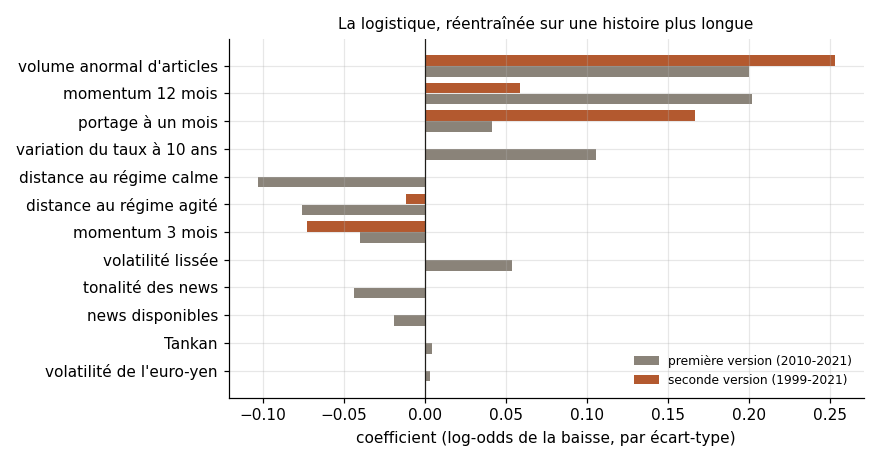 La logistique, réentraînée sur une histoire plus longue
volume anormal d'articles
momentum 12 mois
portage à un mois
variation du taux à 10 ans
distance au régime calme
distance au régime agité
momentum 3 mois
volatilité lissée
tonalité des news
news disponibles
Tankan
volatilité de l'euro-yen
première version (2010-2021)
seconde version (1999-2021)
−0.10 −0.05 0.00 0.05 0.10 0.15 0.20 0.25
coefficient (log-odds de la baisse, par écart-type)